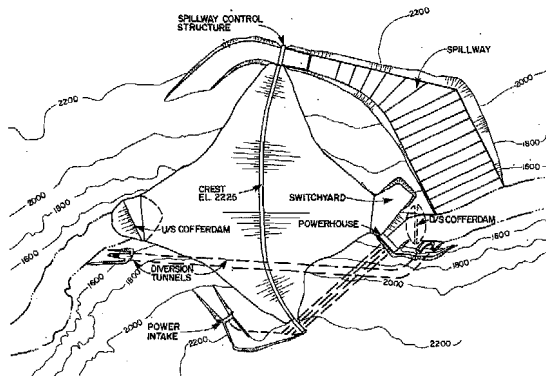 SPILLWAY CONTROL
STRUCTURE
2200
SPILLWAY
2000
2200
1800
1600
2000
1800
1600
CREST
EL. 2225
SWITCHYARD
POWERHOUSE
U/S COFFERDAM
D/S COFFERDAM
DIVERSION
TUNNELS
1600
1800
2000
POWER
INTAKE
2200
1600
1800
2000
2200